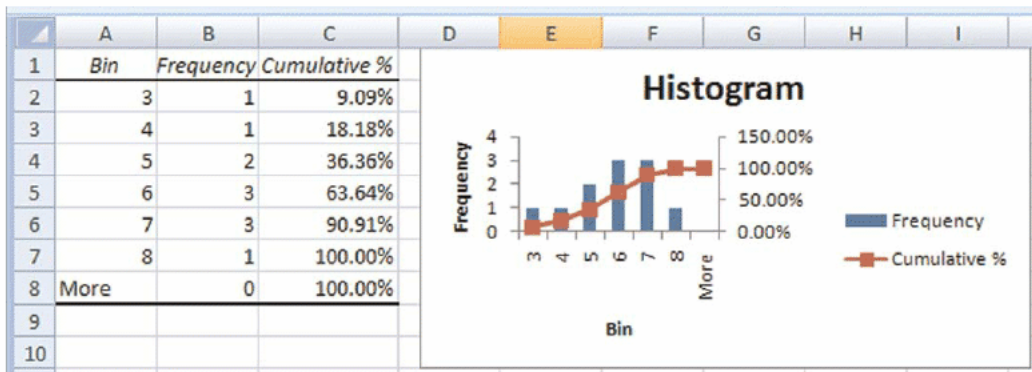 A B C D E F G H I
1 Bin Frequency Cumulative %
2 3 1 9.09%
3 4 1 18.18%
4 5 2 36.36%
5 6 3 63.64%
6 7 3 90.91%
7 8 1 100.00%
8 More 0 100.00%
9
10
Histogram
Frequency
4
3
2
1
0
150.00%
100.00%
50.00%
0.00%
3 4 5 6 7 8 More
Bin
Frequency
Cumulative %